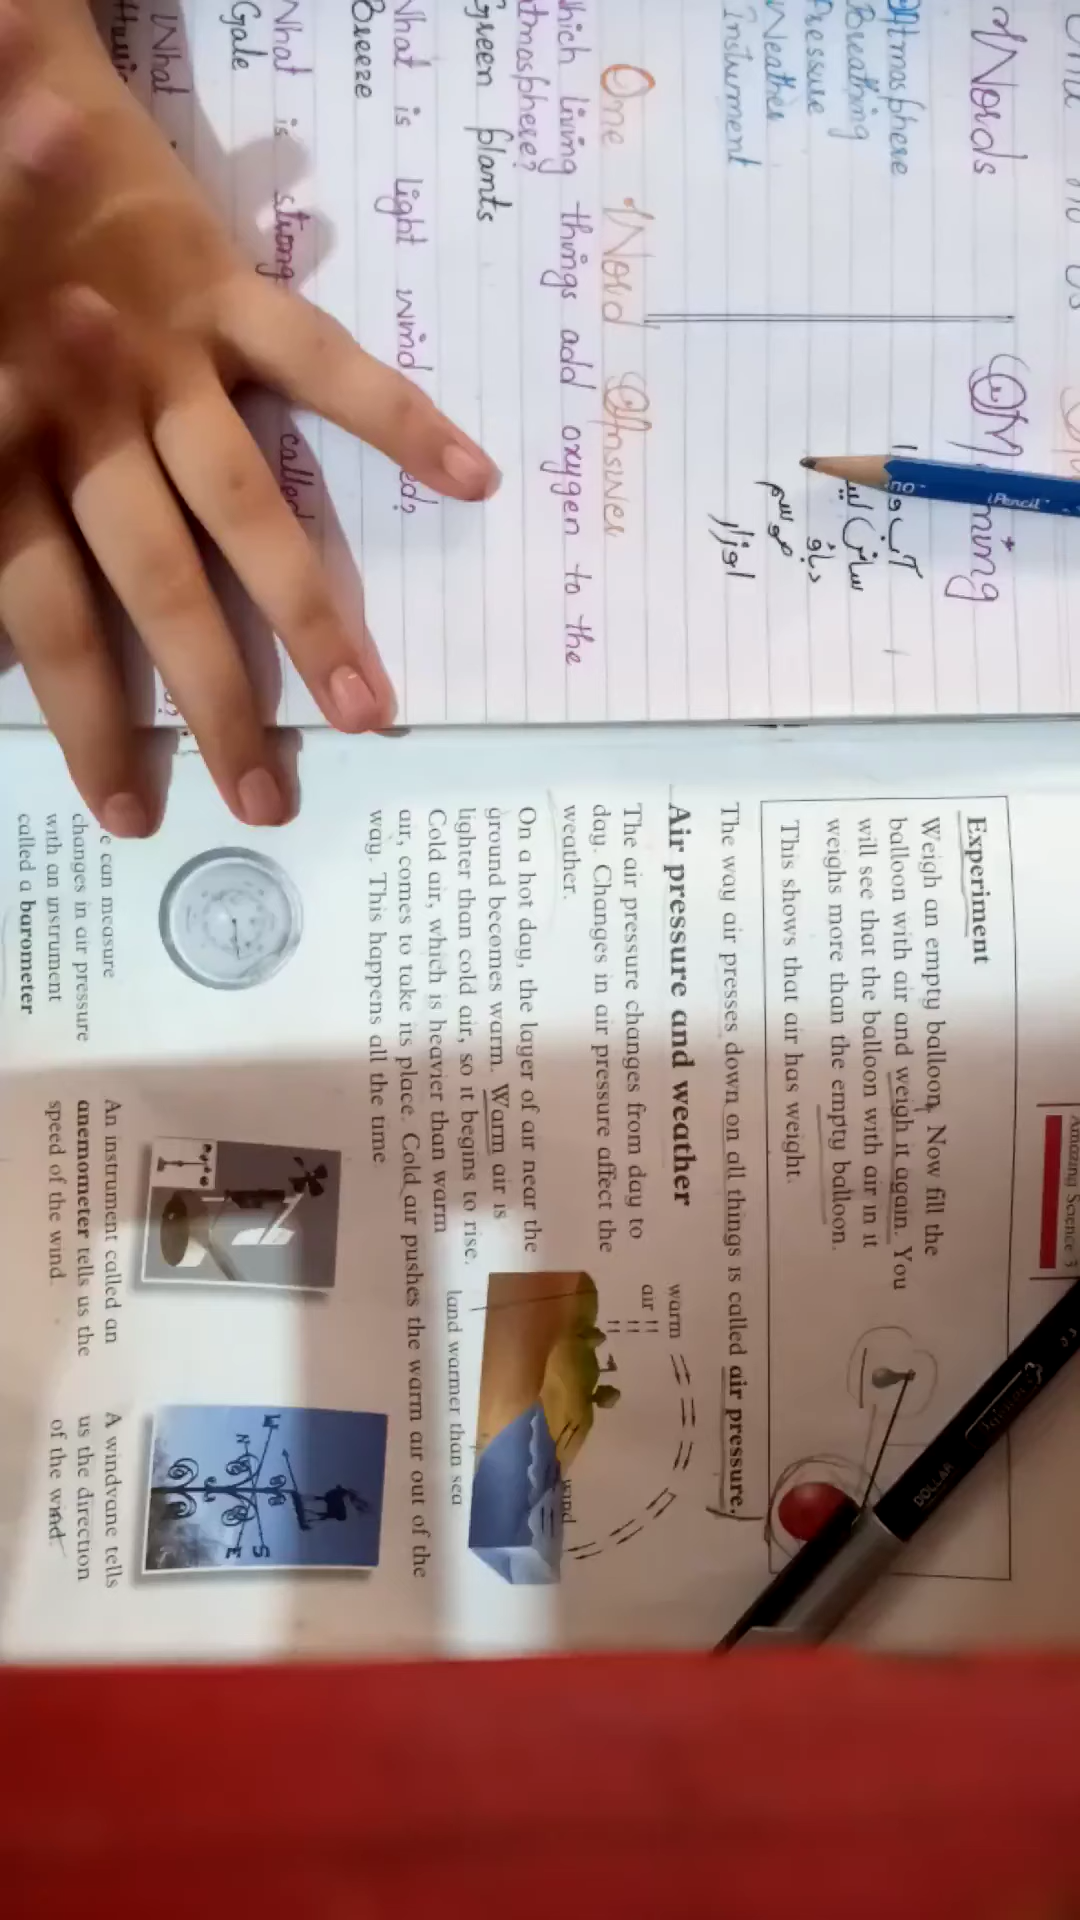 Words
Atmosphere
Breathing
Pressure
Weather
Instrument
سانس
دباؤ
موسم
اوزار
One Word Answer
which living things add oxygen to the
atmosphere?
Green plants
What is light wind
Breeze
What is strong called
Gale
What
iPencil
Amazing Science 3
Experiment
Weigh an empty balloon. Now fill the
balloon with air and weigh it again. You
will see that the balloon with air in it
weighs more than the empty balloon.
This shows that air has weight.
The way air presses down on all things is called air pressure.
Air pressure and weather
The air pressure changes from day to
day. Changes in air pressure affect the
weather.
On a hot day, the layer of air near the
ground becomes warm. Warm air is
lighter than cold air, so it begins to rise.
Cold air, which is heavier than warm
air, comes to take its place. Cold air pushes the warm air out of the
way. This happens all the time
warm
air
wind
land warmer than sea
e can measure
changes in air pressure
with an instrument
called a barometer
An instrument called an
anemometer tells us the
speed of the wind.
A windvane tells
us the direction
of the wind.
W
N
S
E
DOLLAR